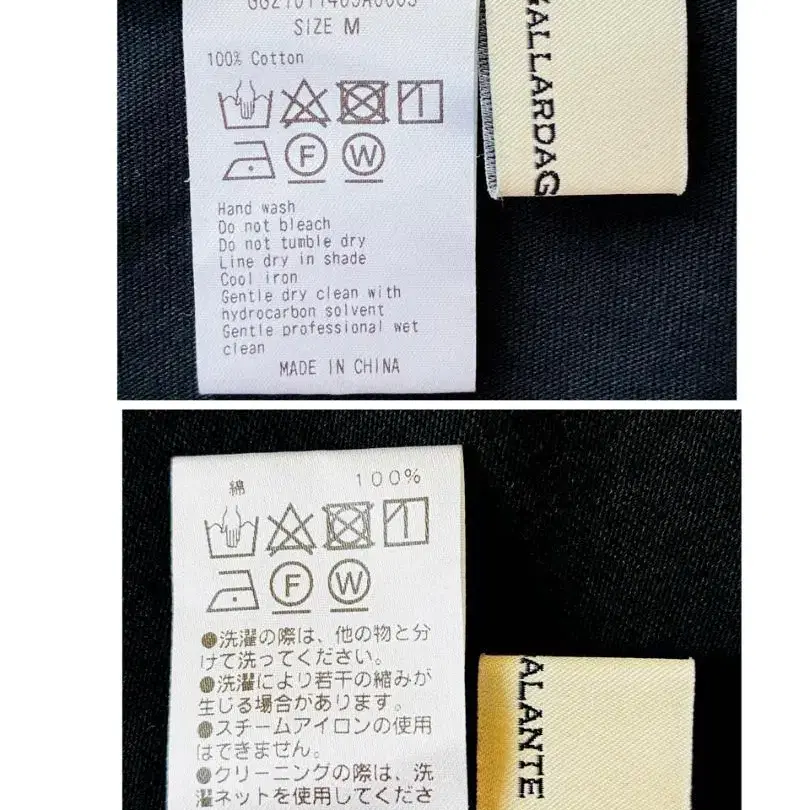 SIZE M
100% Cotton
F W
Hand wash
Do not bleach
Do not tumble dry
Line dry in shade
Cool iron
Gentle dry clean with
hydrocarbon solvent
Gentle professional wet
clean
MADE IN CHINA
GALLARDAG
綿 100%
F W
●洗濯の際は、他の物と分
けて洗ってください。
●洗濯により若干の縮みが
生じる場合があります。
●スチームアイロンの使用
はできません。
●クリーニングの際は、洗
濯ネットを使用してくださ
ALANTE